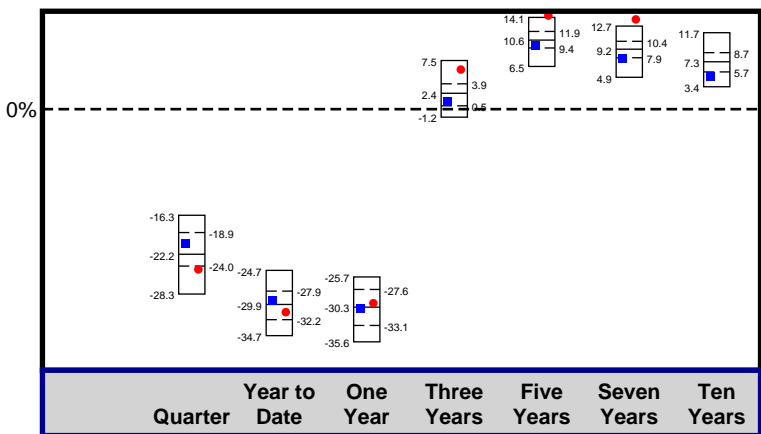 14.1
11.9
10.6
9.4
6.5
12.7
10.4
9.2
7.9
4.9
11.7
8.7
7.3
5.7
3.4
7.5
3.9
2.4
0.5
-1.2
0%
-16.3
-18.9
-22.2
-24.0
-28.3
-24.7
-27.9
-29.9
-32.2
-34.7
-25.7
-27.6
-30.3
-33.1
-35.6
Quarter
Year to
Date
One
Year
Three
Years
Five
Years
Seven
Years
Ten
Years